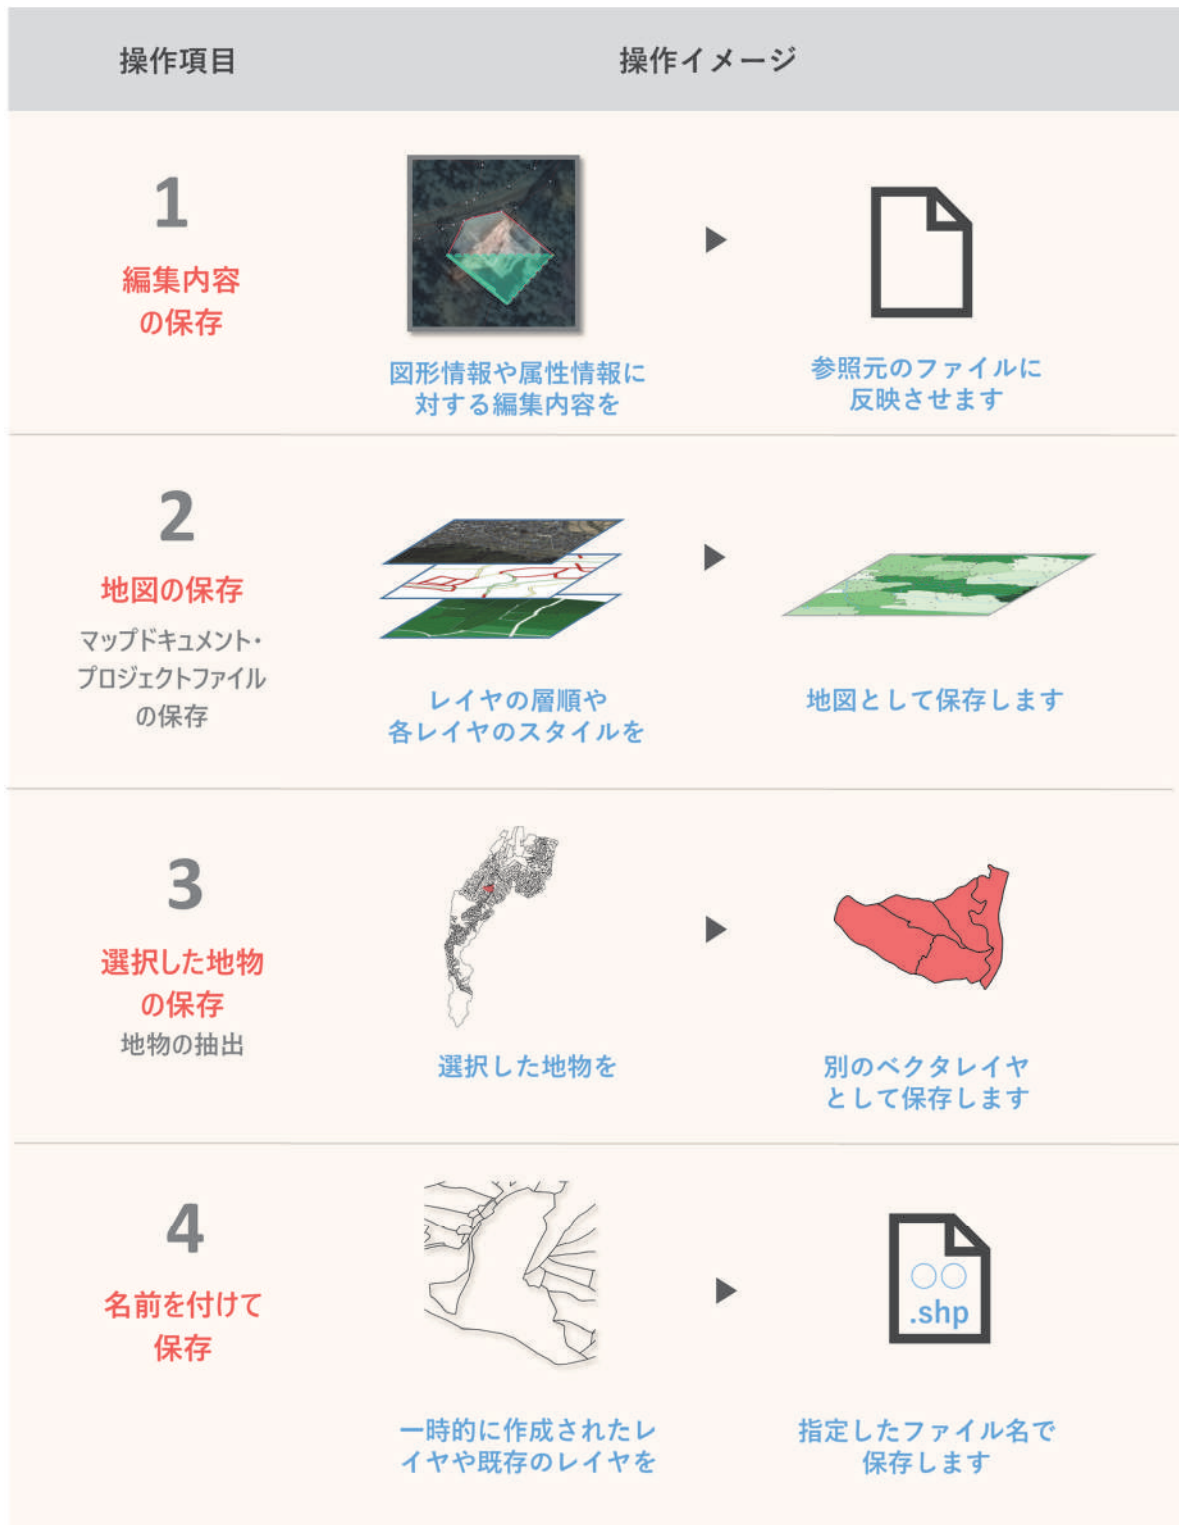 操作項目
操作イメージ
1
編集内容
の保存
図形情報や属性情報に
対する編集内容を
参照元のファイルに
反映させます
2
地図の保存
マップドキュメント・
プロジェクトファイル
の保存
レイヤの層順や
各レイヤのスタイルを
地図として保存します
3
選択した地物
の保存
地物の抽出
選択した地物を
別のベクタレイヤ
として保存します
4
名前を付けて
保存
一時的に作成されたレ
イヤや既存のレイヤを
○○
.shp
指定したファイル名で
保存します